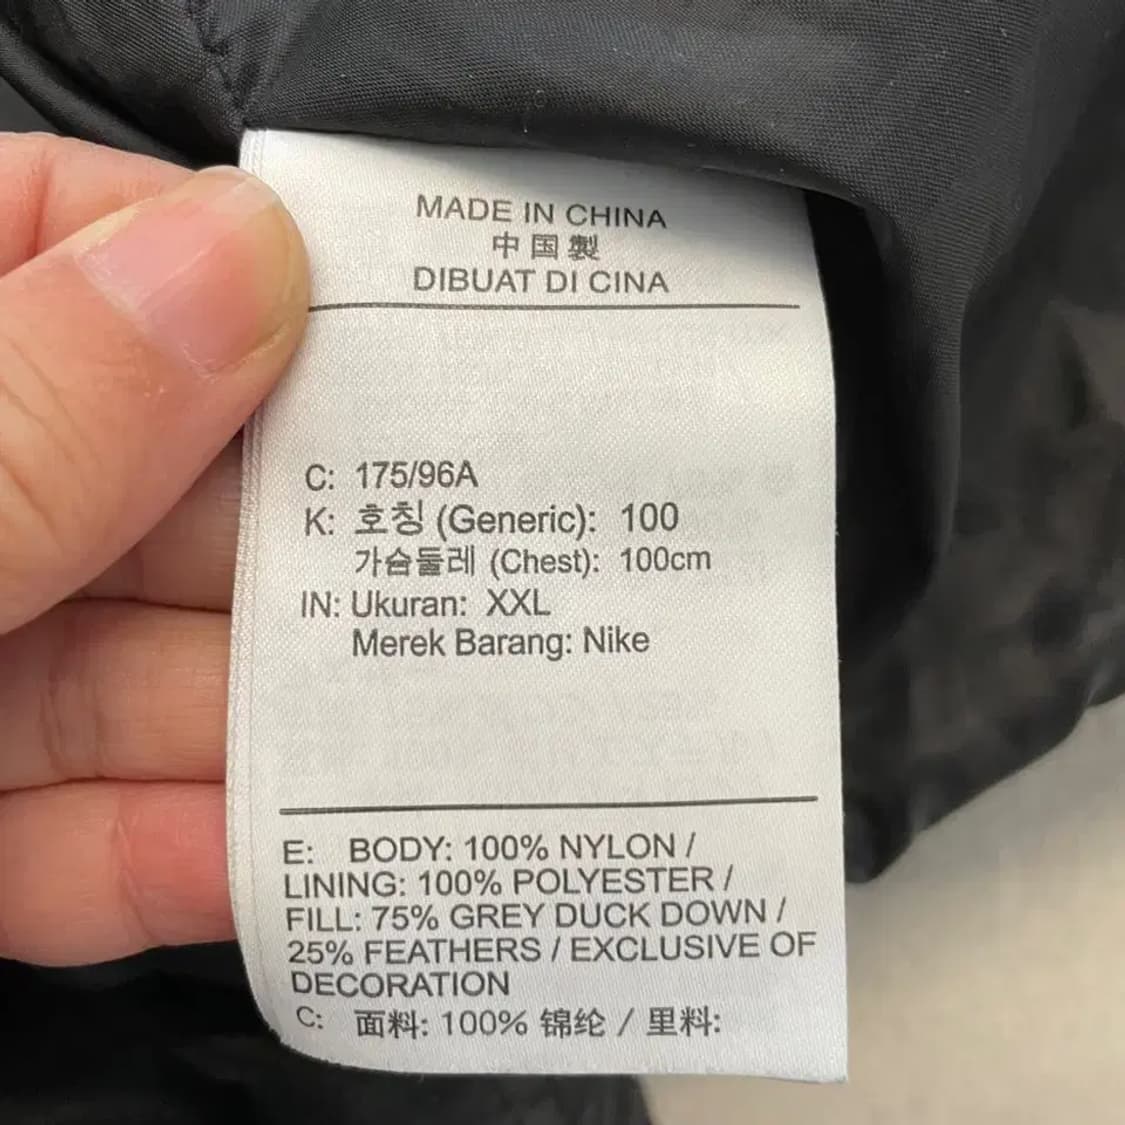 MADE IN CHINA
中国製
DIBUAT DI CINA
C: 175/96A
K: 호칭 (Generic): 100
가슴둘레 (Chest): 100cm
IN: Ukuran: XXL
Merek Barang: Nike
E: BODY: 100% NYLON /
LINING: 100% POLYESTER /
FILL: 75% GREY DUCK DOWN /
25% FEATHERS / EXCLUSIVE OF
DECORATION
C: 面料: 100% 锦纶 / 里料: